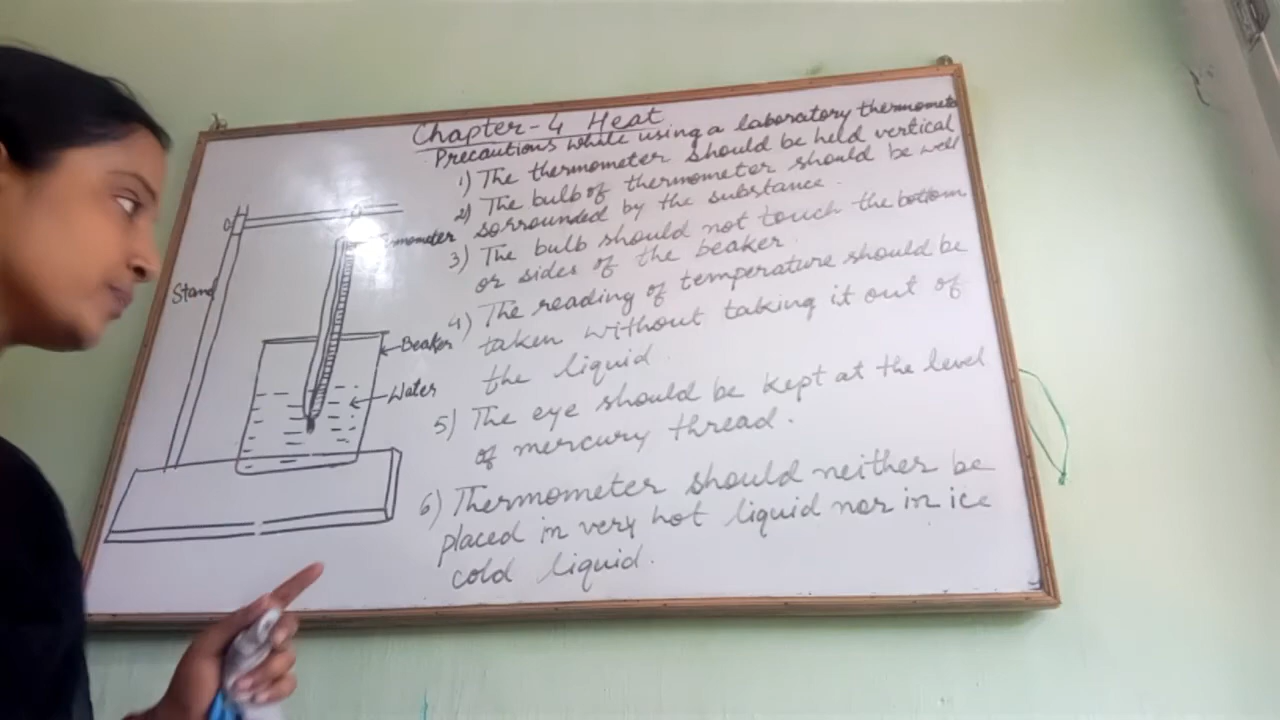 Chapter-4 Heat
Precautions while using a laboratory thermometer
1) The thermometer should be held vertical
2) The bulb of thermometer should be well
sorrounded by the substance.
3) The bulb should not touch the bottom
or sides of the beaker.
4) The reading of temperature should be
taken without taking it out of
the liquid.
5) The eye should be kept at the level
of mercury thread.
6) Thermometer should neither be
placed in very hot liquid nor in ice
cold liquid.
Thermometer
Stand
Beaker
Water